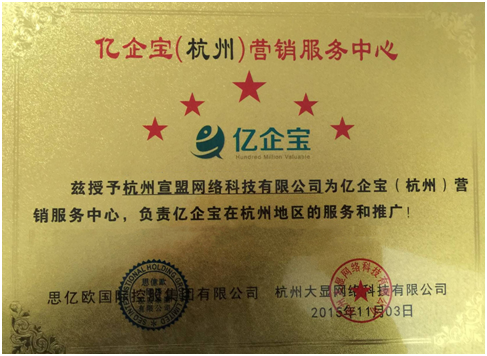 亿企宝(杭州)营销服务中心
亿企宝
Hundred Million Valuable
兹授予杭州宣盟网络科技有限公司为亿企宝(杭州)营
销服务中心,负责亿企宝在杭州地区的服务和推广!
思亿欧国际控股集团有限公司
杭州大显网络科技有限公司
2015年11月03日